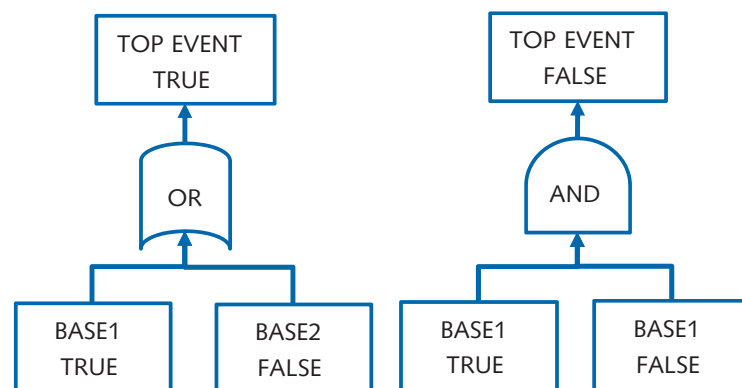 TOP EVENT
TRUE
OR
BASE1
TRUE
BASE2
FALSE
TOP EVENT
FALSE
AND
BASE1
TRUE
BASE1
FALSE